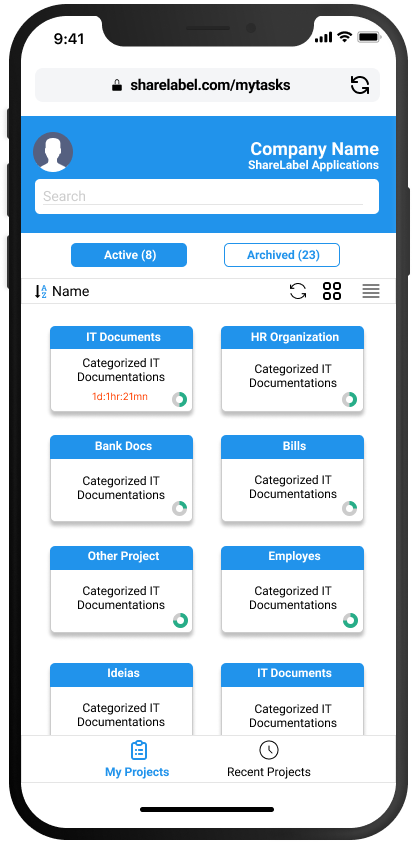 9:41
sharelabel.com/mytasks
Company Name
ShareLabel Applications
Search
Active (8)
Archived (23)
A
Z
Name
IT Documents
Categorized IT
Documentations
1d:1hr:21mn
HR Organization
Categorized IT
Documentations
Bank Docs
Categorized IT
Documentations
Bills
Categorized IT
Documentations
Other Project
Categorized IT
Documentations
Employes
Categorized IT
Documentations
Ideias
Categorized IT
Documentations
IT Documents
Categorized IT
Documentations
My Projects
Recent Projects